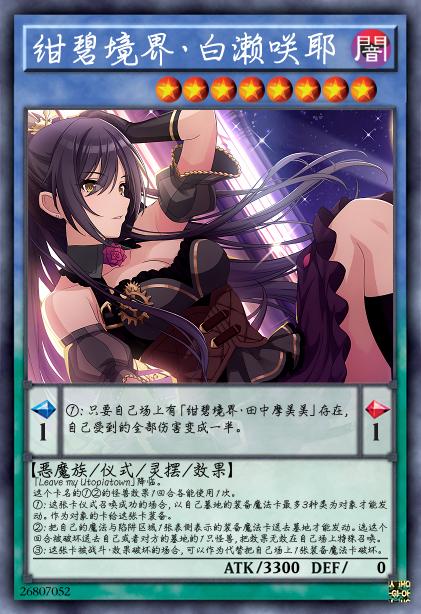 绀碧境界·白濑咲耶
闇
①：只要自己场上有「绀碧境界·田中摩美美」存在，
自己受到的全部伤害变成一半。
1
1
【恶魔族/仪式/灵摆/效果】
「Leave my Utoplatown」降临。
这个卡名的①②的怪兽效果1回合各能使用1次。
①：这张卡仪式召唤成功的场合，以自己墓地的装备魔法卡最多3种类为对象才能发
动。作为对象的卡给这张卡装备。
②：把自己的魔法与陷阱区域1张表侧表示的装备魔法卡送去墓地才能发动。选这个
回合被破坏送去自己或者对方的墓地的1只怪兽，把效果无效在自己场上特殊召唤。
③：这张卡被战斗·效果破坏的场合，可以作为代替把自己场上1张装备魔法卡破坏。
ATK/3300 DEF/ 0
26807052